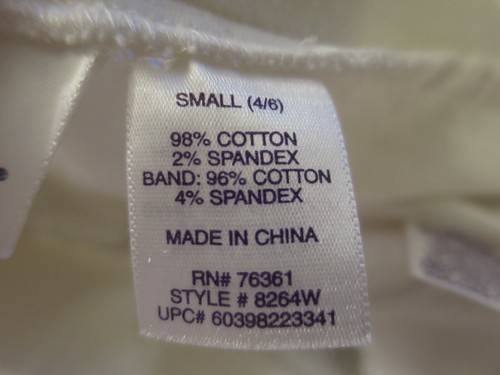 SMALL (4/6)
98% COTTON
2% SPANDEX
BAND: 96% COTTON
4% SPANDEX
MADE IN CHINA
RN# 76361
STYLE # 8264W
UPC# 60398223341